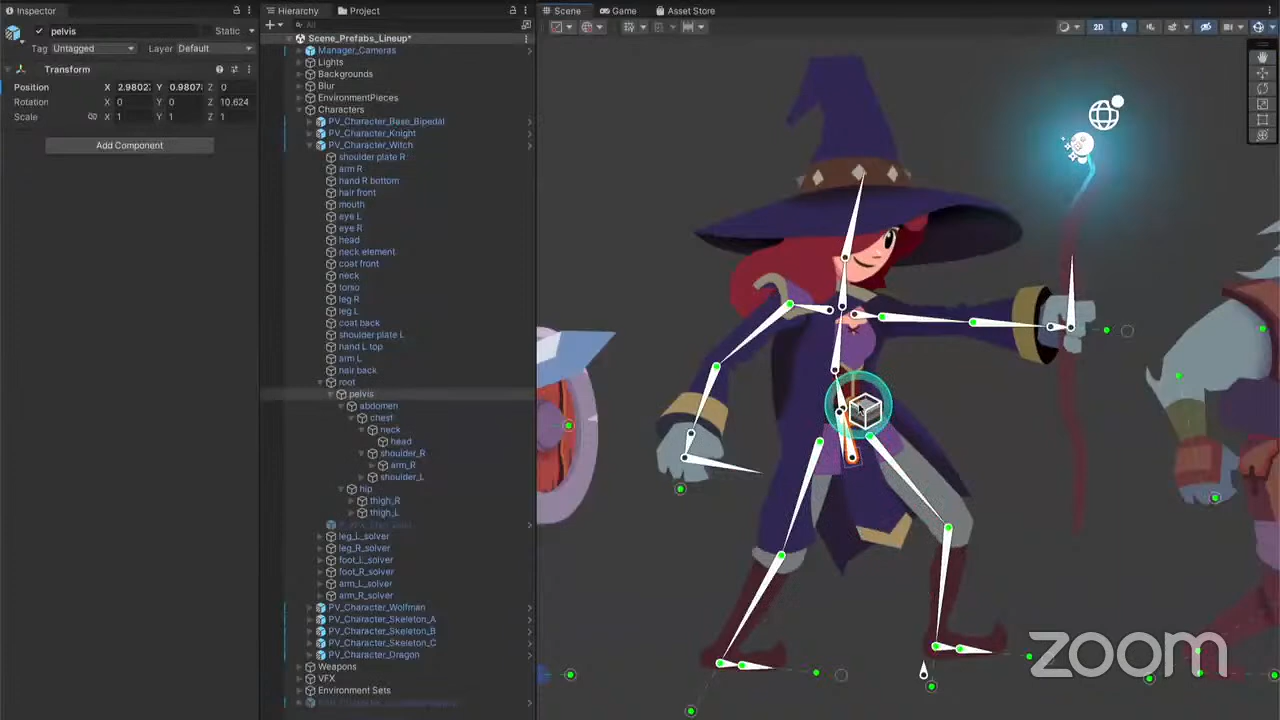 Inspector
pelvis
Static
Tag Untagged
Layer Default
Transform
Position X 2.9802 Y 0.9807 Z 0
Rotation X 0 Y 0 Z 10.624
Scale X 1 Y 1 Z 1
Add Component
Hierarchy
Project
All
Scene_Prefabs_Lineup*
Manager_Cameras
Lights
Backgrounds
Blur
EnvironmentPieces
Characters
PV_Character_Base_Bipedal
PV_Character_Knight
PV_Character_Witch
shoulder plate R
arm R
hand R bottom
hair front
mouth
eye L
eye R
head
neck element
coat front
neck
torso
leg R
leg L
coat back
shoulder plate L
hand L top
arm L
hair back
root
pelvis
abdomen
chest
neck
head
shoulder_R
arm_R
shoulder_L
hip
thigh_R
thigh_L
leg_L_solver
leg_R_solver
foot_L_solver
foot_R_solver
arm_L_solver
arm_R_solver
PV_Character_Wolfman
PV_Character_Skeleton_A
PV_Character_Skeleton_B
PV_Character_Skeleton_C
PV_Character_Dragon
Weapons
VFX
Environment Sets
Scene
Game
Asset Store
2D
zoom